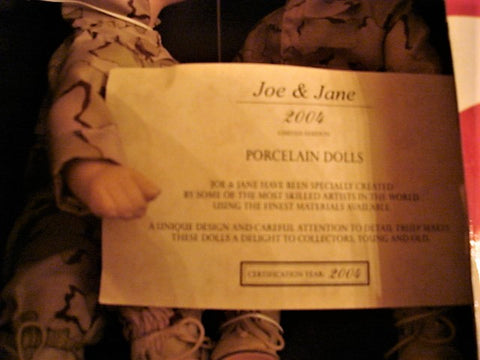 Joe & Jane
2004
LIMITED EDITION
PORCELAIN DOLLS
JOE & JANE HAVE BEEN SPECIALLY CREATED
BY SOME OF THE MOST SKILLED ARTISTS IN THE WORLD
USING THE FINEST MATERIALS AVAILABLE.
A UNIQUE DESIGN AND CAREFUL ATTENTION TO DETAIL TRULY MAKES
THESE DOLLS A DELIGHT TO COLLECTORS, YOUNG AND OLD.
CERTIFICATION YEAR: 2004